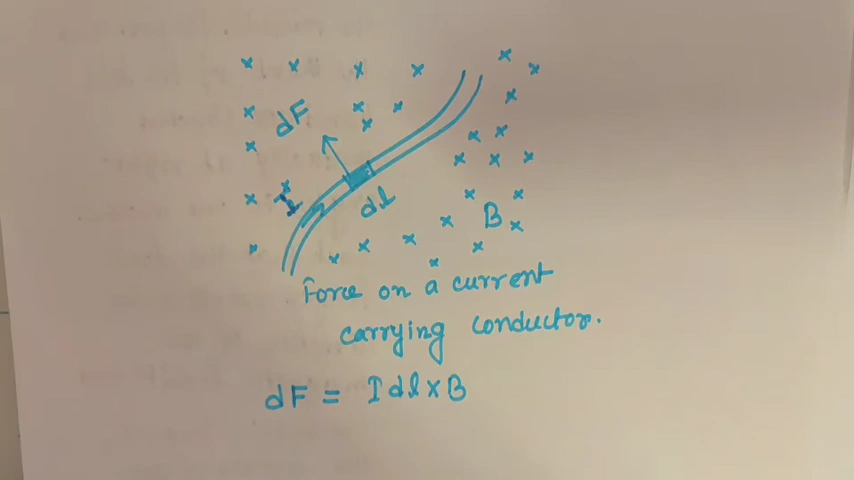 dF
I
dl
B
Force on a current
carrying conductor.
dF = Idl×B